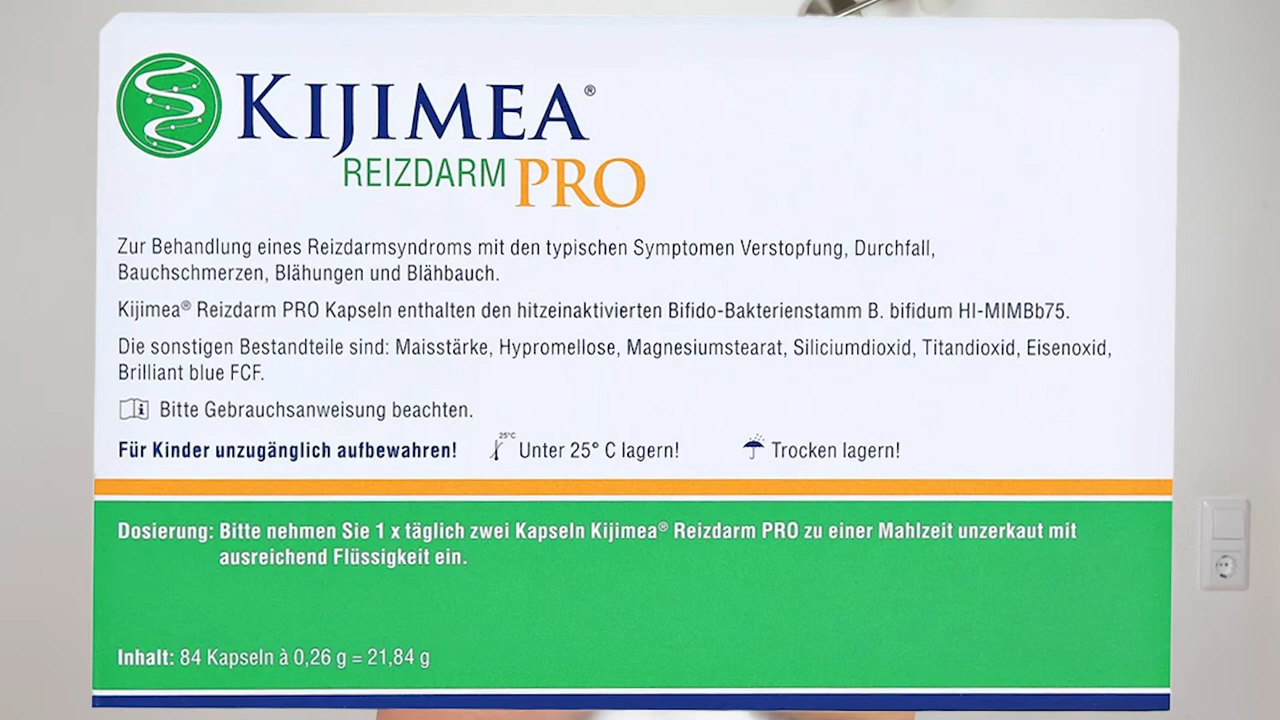 KIJIMEA®
REIZDARM PRO
Zur Behandlung eines Reizdarmsyndroms mit den typischen Symptomen Verstopfung, Durchfall,
Bauchschmerzen, Blähungen und Blähbauch.
Kijimea® Reizdarm PRO Kapseln enthalten den hitzeinaktivierten Bifido-Bakterienstamm B. bifidum HI-MIMBb75.
Die sonstigen Bestandteile sind: Maisstärke, Hypromellose, Magnesiumstearat, Siliciumdioxid, Titandioxid, Eisenoxid,
Brilliant blue FCF.
i Bitte Gebrauchsanweisung beachten.
Für Kinder unzugänglich aufbewahren! 25°C Unter 25° C lagern! Trocken lagern!
Dosierung: Bitte nehmen Sie 1 x täglich zwei Kapseln Kijimea® Reizdarm PRO zu einer Mahlzeit unzerkaut mit
ausreichend Flüssigkeit ein.
Inhalt: 84 Kapseln à 0,26 g = 21,84 g